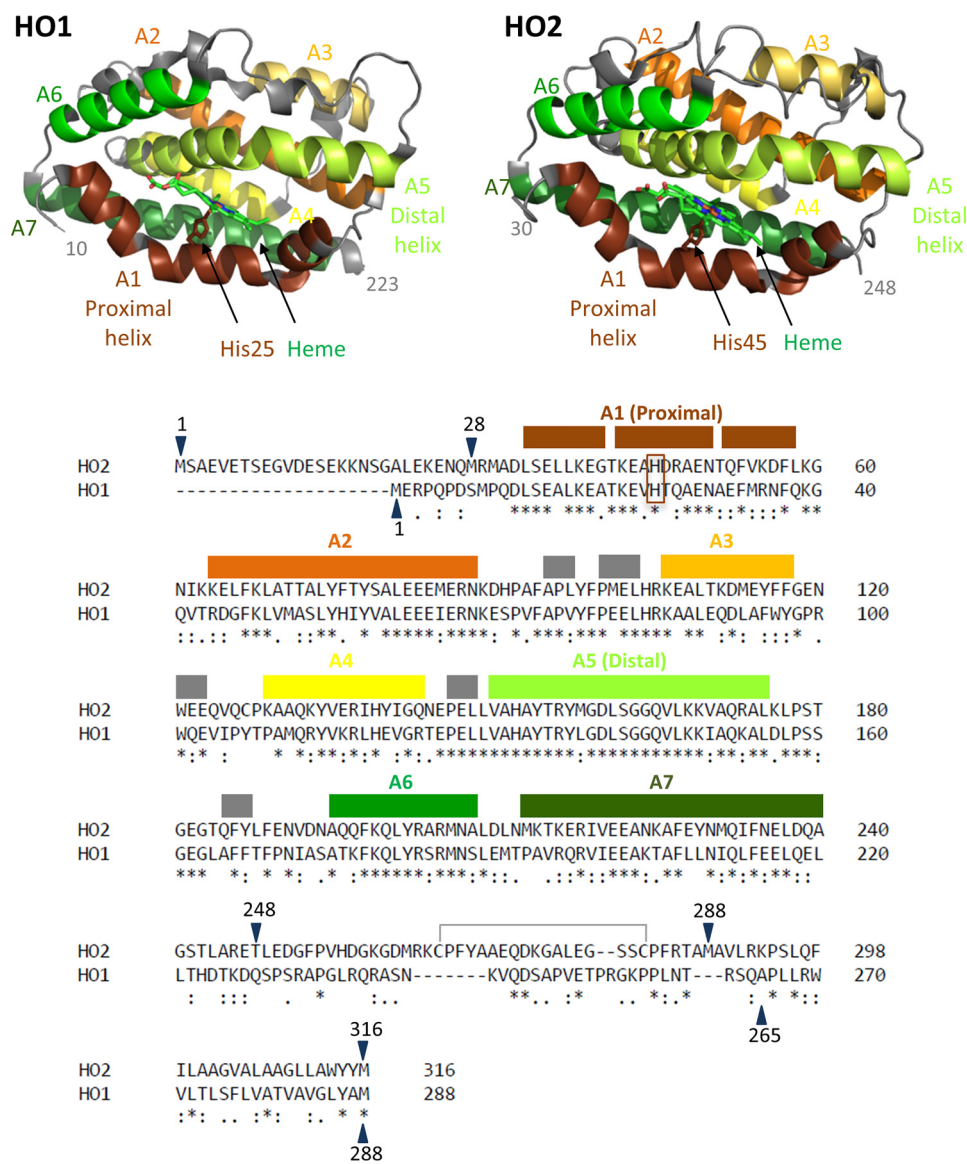 HO1
HO2
A2
A3
A6
A5
Distal
helix
A4
A7
10
223
A1
Proximal
helix
His25
Heme
A2
A3
A6
A5
Distal
helix
A4
A7
30
248
A1
Proximal
helix
His45
Heme
A1 (Proximal)
1 28
HO2 MSAEVETSEGVDESEKKNSGALEKENQMRMADLSELLKEGTKEAHDRAENTQFVKDFLKG 60
HO1 --------------------MERPQPDSMPQDLSEALKEATKEVHTQAENAEFMRNFQKG 40
. : : **** ***.***.* :***::*:::* **
1
A2 A3
HO2 NIKKELFKLATTALYFTYSALEEEMERNKDHPAFAPLYFPMELHRKEALTKDMEYFFGEN 120
HO1 QVTRDGFKLVMASLYHIYVALEEEIERNKESPVFAPVYFPEELHRKAALEQDLAFWYGPR 100
::.:: ***. ::**. * *****:****: *.***:*** ***** ** :*: :::* .
A4 A5 (Distal)
HO2 WEEQVQCPKAAQKYVERIHYIGQNEPELLVAHAYTRYMGDLSGGQVLKKVAQRALKLPST 180
HO1 WQEVIPYTPAMQRYVKRLHEVGRTEPELLVAHAYTRYLGDLSGGQVLKKIAQKALDLPSS 160
*:* : * *:**:*:* :*:.*************:***********:**:**.***:
A6 A7
HO2 GEGTQFYLFENVDNAQQFKQLYRARMNALDLNMKTKERIVEEANKAFEYNMQIFNELDQA 240
HO1 GEGLAFFTFPNIASATKFKQLYRSRMNSLEMTPAVRQRVIEEAKTAFLLNIQLFEELQEL 220
*** *: * *: .* :******:***:*::. .::*::***:.** *:*:*:**::
248 288
HO2 GSTLARETLEDGFPVHDGKGDMRKCPFYAAEQDKGALEG--SSCPFRTAMAVLRKPSLQF 298
HO1 LTHDTKDQSPSRAPGLRQRASN-------KVQDSAPVETPRGKPPLNT---RSQAPLLRW 270
: ::: . * :.. **..:* .. *:.* : * *::
265
316
HO2 ILAAGVALAAGLLAWYYM 316
HO1 VLTLSFLVATVAVGLYAM 288
:*: .. :*: :. * *
288